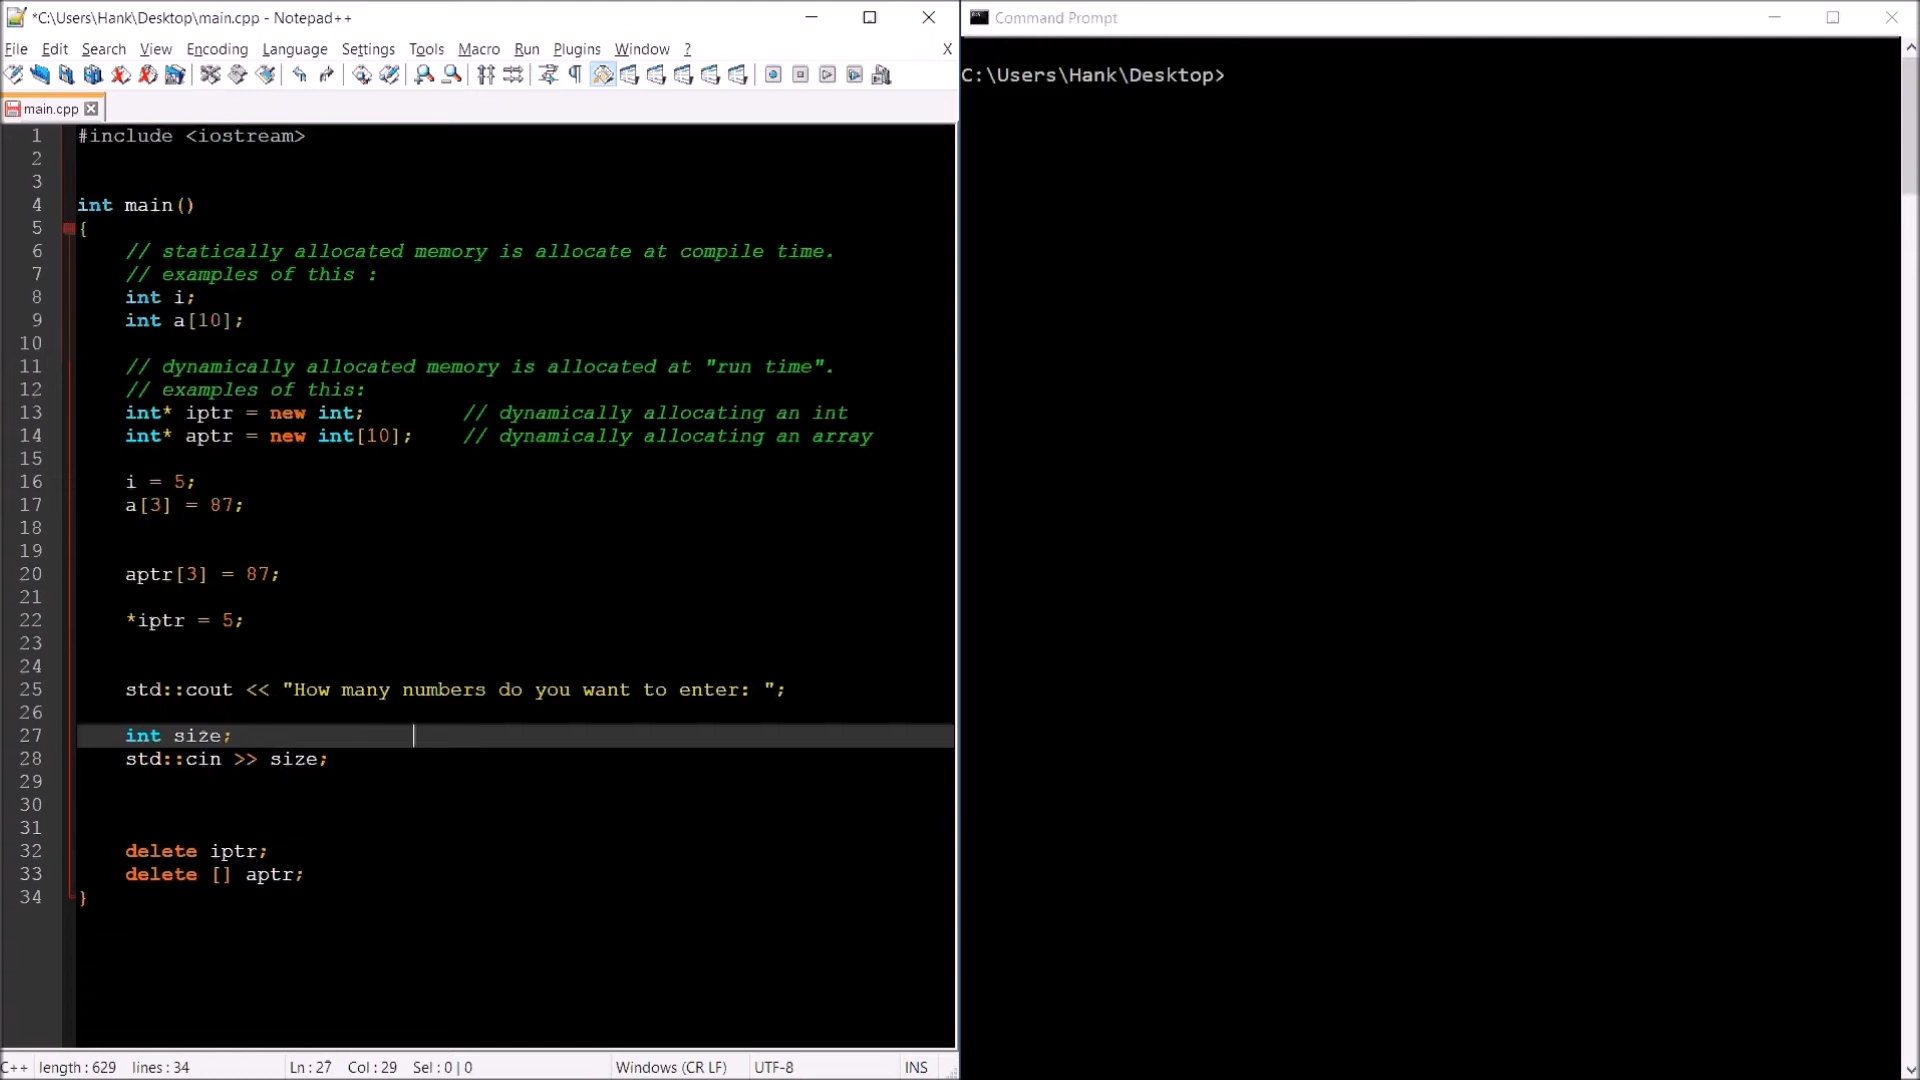 *C:\Users\Hank\Desktop\main.cpp - Notepad++
File Edit Search View Encoding Language Settings Tools Macro Run Plugins Window ? X
main.cpp
1 #include <iostream>
2
3
4 int main()
5 {
6 // statically allocated memory is allocate at compile time.
7 // examples of this :
8 int i;
9 int a[10];
10
11 // dynamically allocated memory is allocated at "run time".
12 // examples of this:
13 int* iptr = new int; // dynamically allocating an int
14 int* aptr = new int[10]; // dynamically allocating an array
15
16 i = 5;
17 a[3] = 87;
18
19
20 aptr[3] = 87;
21
22 *iptr = 5;
23
24
25 std::cout << "How many numbers do you want to enter: ";
26
27 int size;
28 std::cin >> size;
29
30
31
32 delete iptr;
33 delete [] aptr;
34 }
C++ length : 629 lines : 34 Ln : 27 Col : 29 Sel : 0 | 0 Windows (CR LF) UTF-8 INS
Command Prompt
C:\Users\Hank\Desktop>